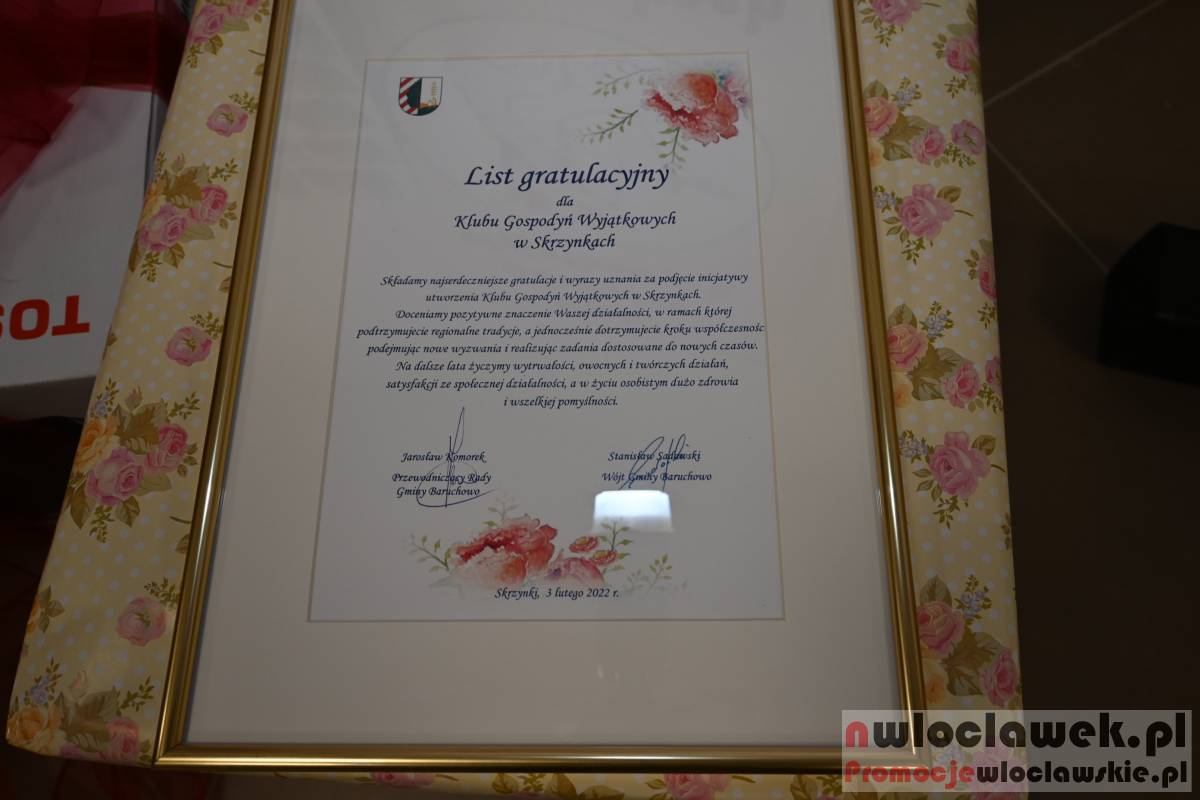 List gratulacyjny
dla
Klubu Gospodyń Wyjątkowych
w Skrzynkach
Składamy najserdeczniejsze gratulacje i wyrazy uznania za podjęcie inicjatywy
utworzenia Klubu Gospodyń Wyjątkowych w Skrzynkach.
Doceniamy pozytywne znaczenie Waszej działalności, w ramach której
podtrzymujecie regionalne tradycje, a jednocześnie dotrzymujecie kroku współczesnośc
podejmując nowe wyzwania i realizując zadania dostosowane do nowych czasów.
Na dalsze lata życzymy wytrwałości, owocnych i twórczych działań,
satysfakcji ze społecznej działalności, a w życiu osobistym dużo zdrowia
i wszelkiej pomyślności.
Jarosław Komorek
Przewodniczący Rady
Gminy Baruchowo
Stanisław Sadowski
Wójt Gminy Baruchowo
Skrzynki, 3 lutego 2022 r.
TOS
nwloclawek.pl
Promocjewloclawskie.pl